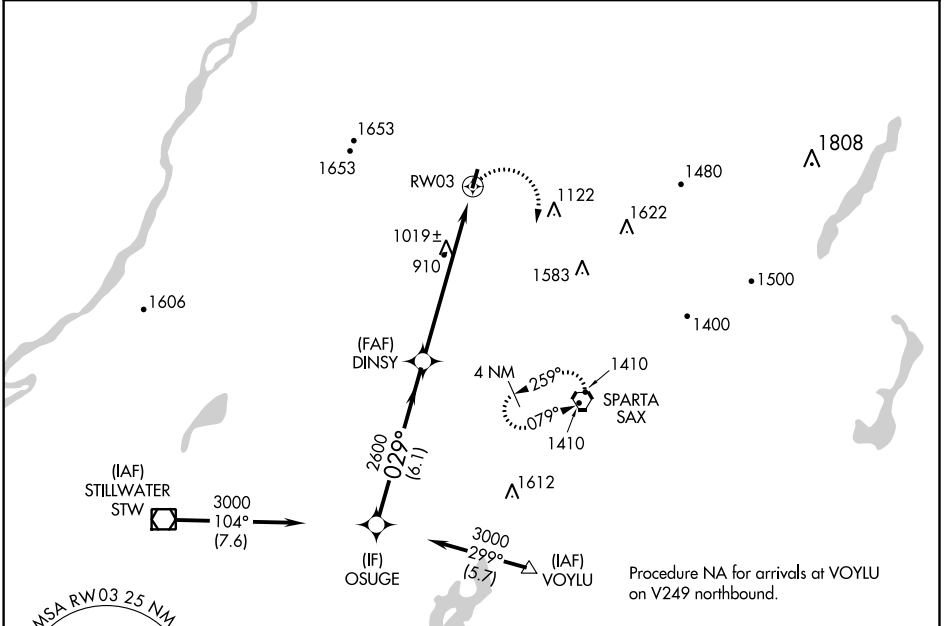 1653
1653
1808
1480
RW03
1122
1622
1019±
910
1583
1500
1606
1400
(FAF)
DINSY
4 NM
259°
1410
079°
SPARTA
SAX
1410
2600
029°
(6.1)
(IAF)
STILLWATER
STW
3000
104°
(7.6)
1612
3000
299°
(5.7)
(IF)
OSUGE
(IAF)
VOYLU
Procedure NA for arrivals at VOYLU
on V249 northbound.
MSA RW03 25 NM